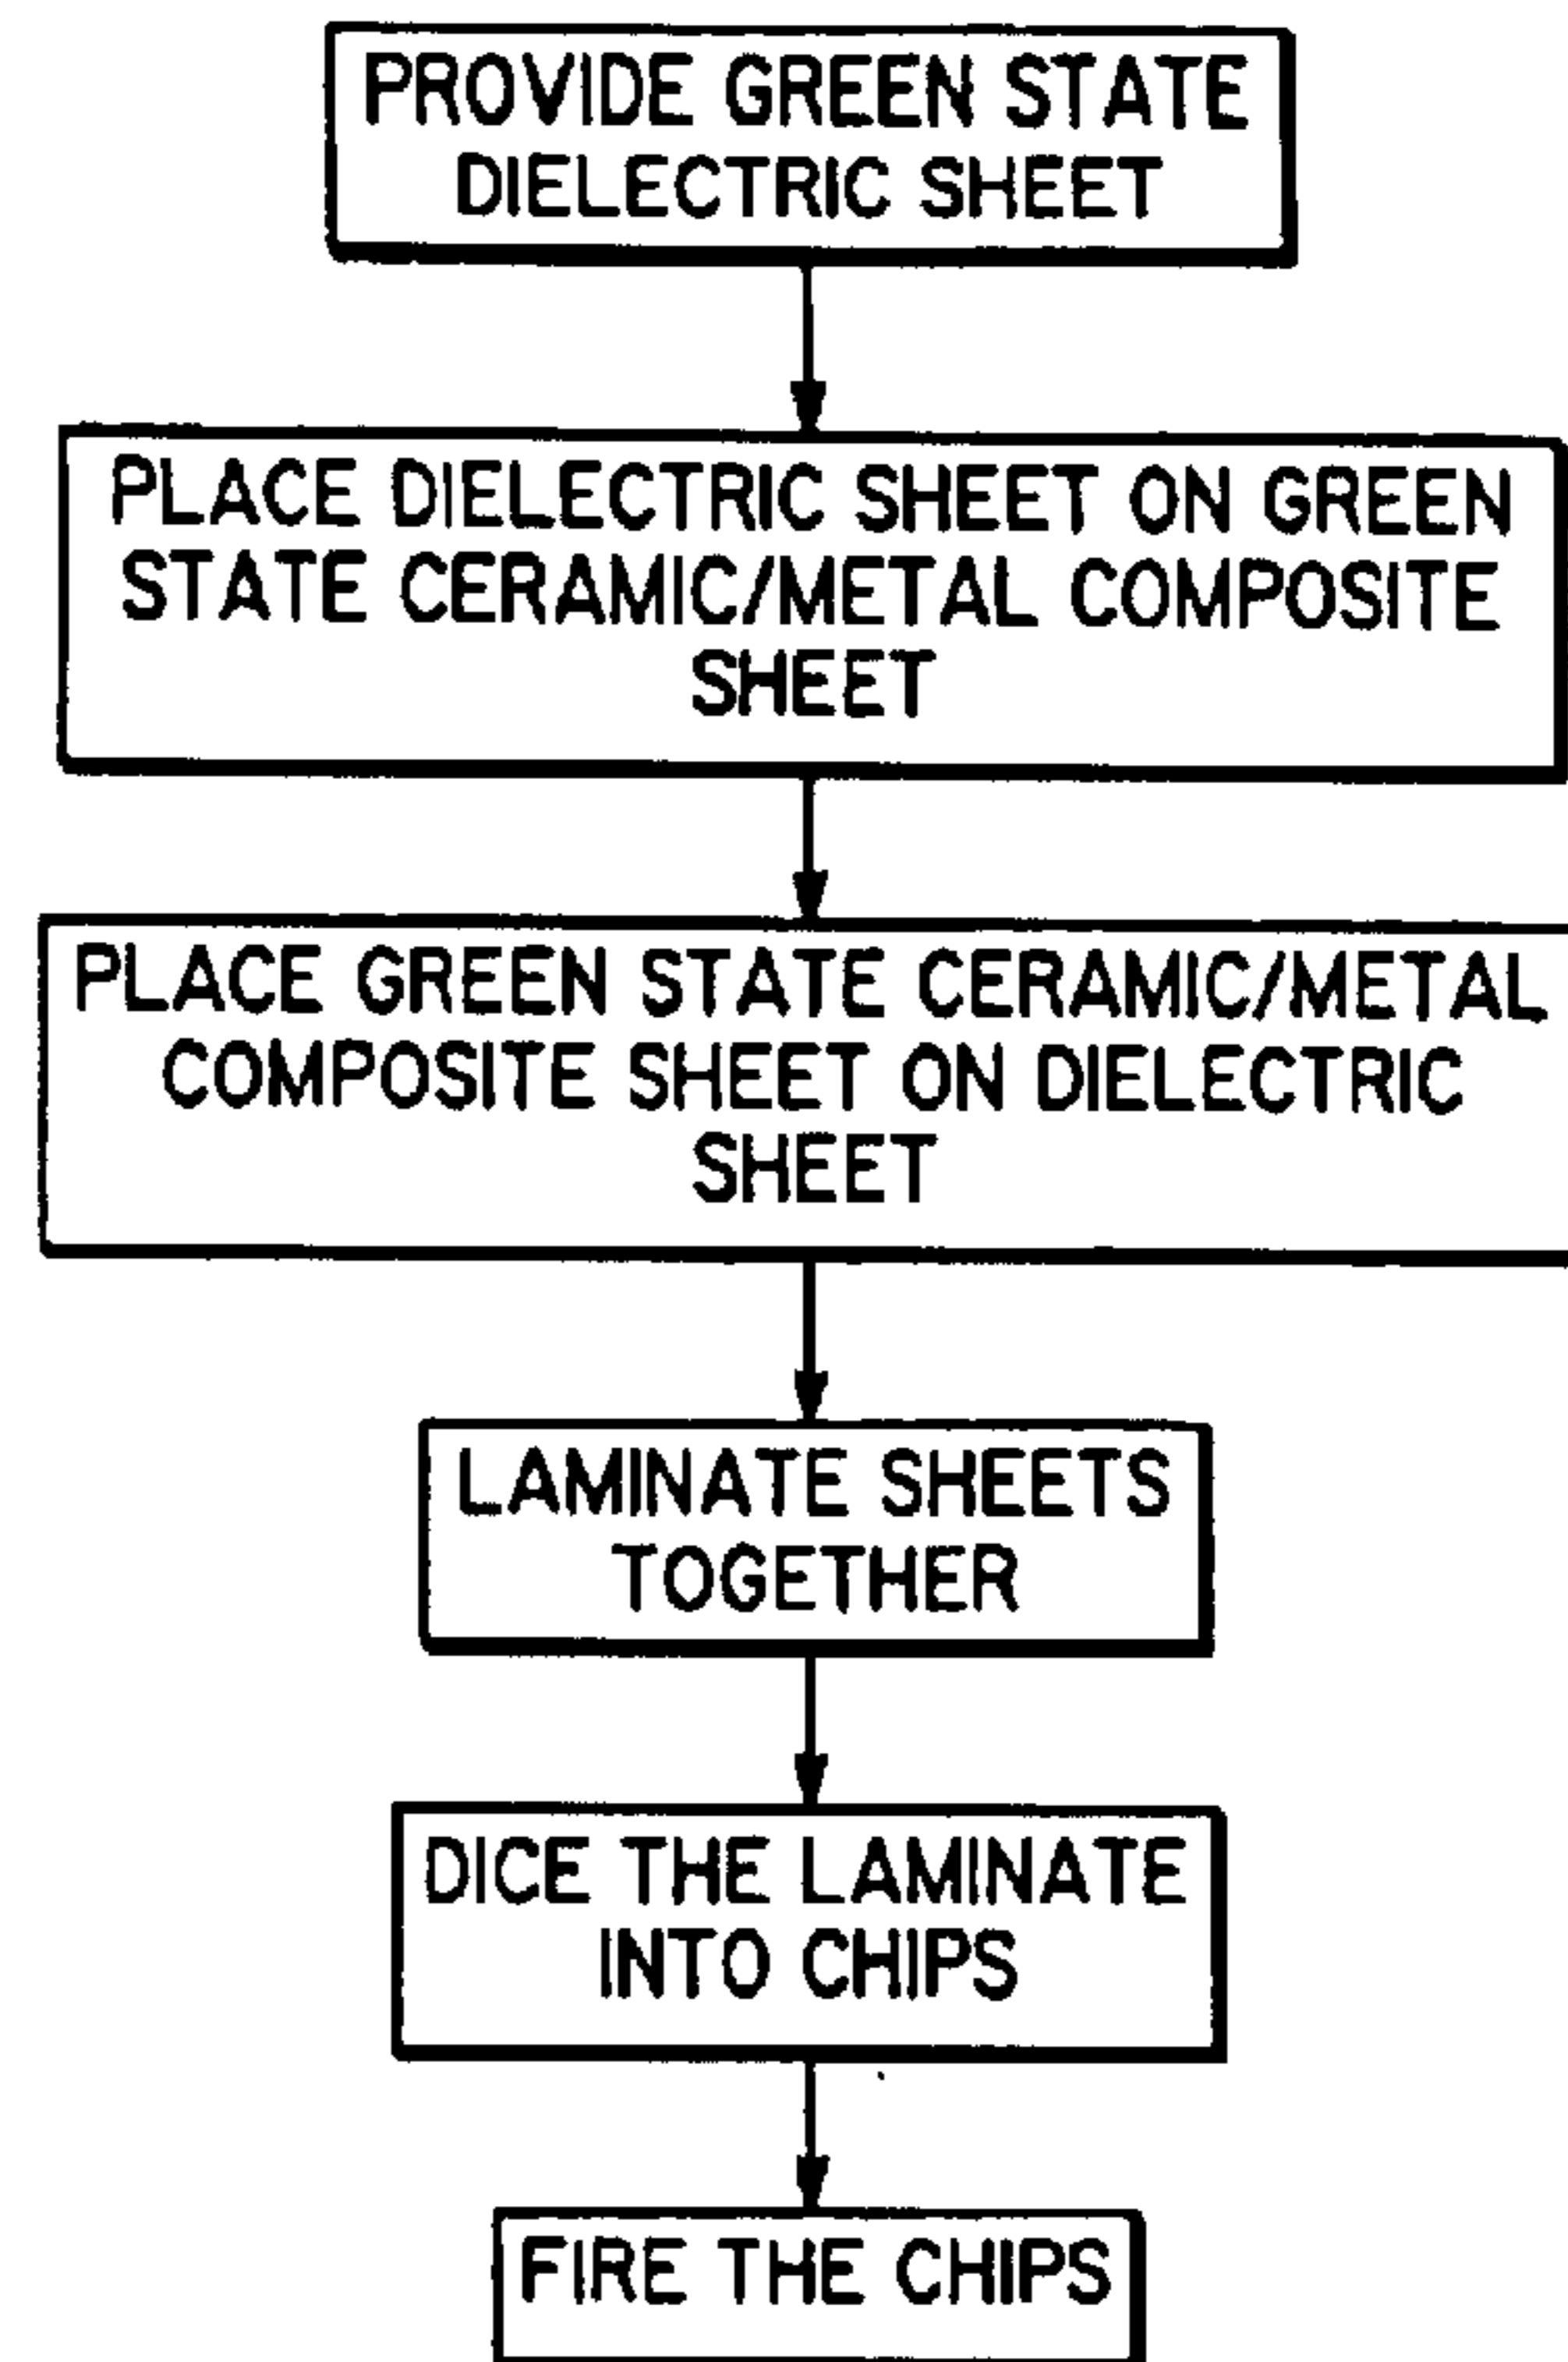 PROVIDE GREEN STATE
DIELECTRIC SHEET
PLACE DIELECTRIC SHEET ON GREEN
STATE CERAMIC/METAL COMPOSITE
SHEET
PLACE GREEN STATE CERAMIC/METAL
COMPOSITE SHEET ON DIELECTRIC
SHEET
LAMINATE SHEETS
TOGETHER
DICE THE LAMINATE
INTO CHIPS
FIRE THE CHIPS